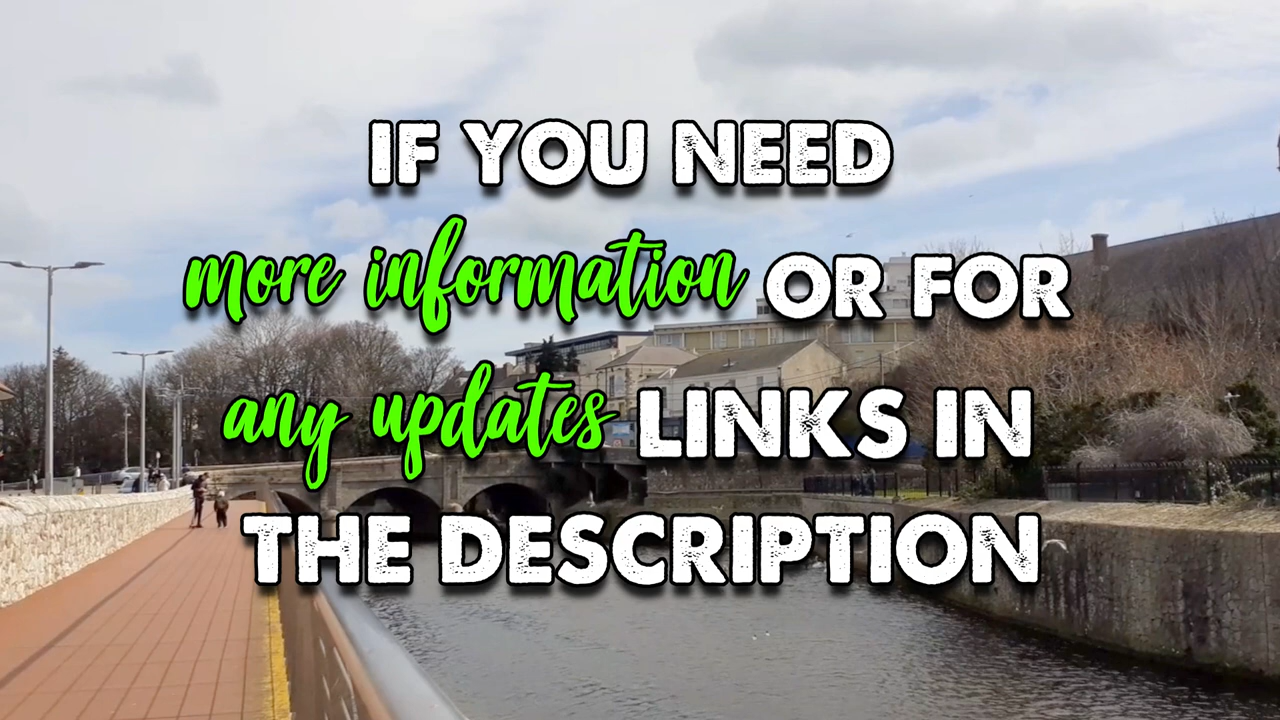 IF YOU NEED
more information OR FOR
any updates LINKS IN
THE DESCRIPTION